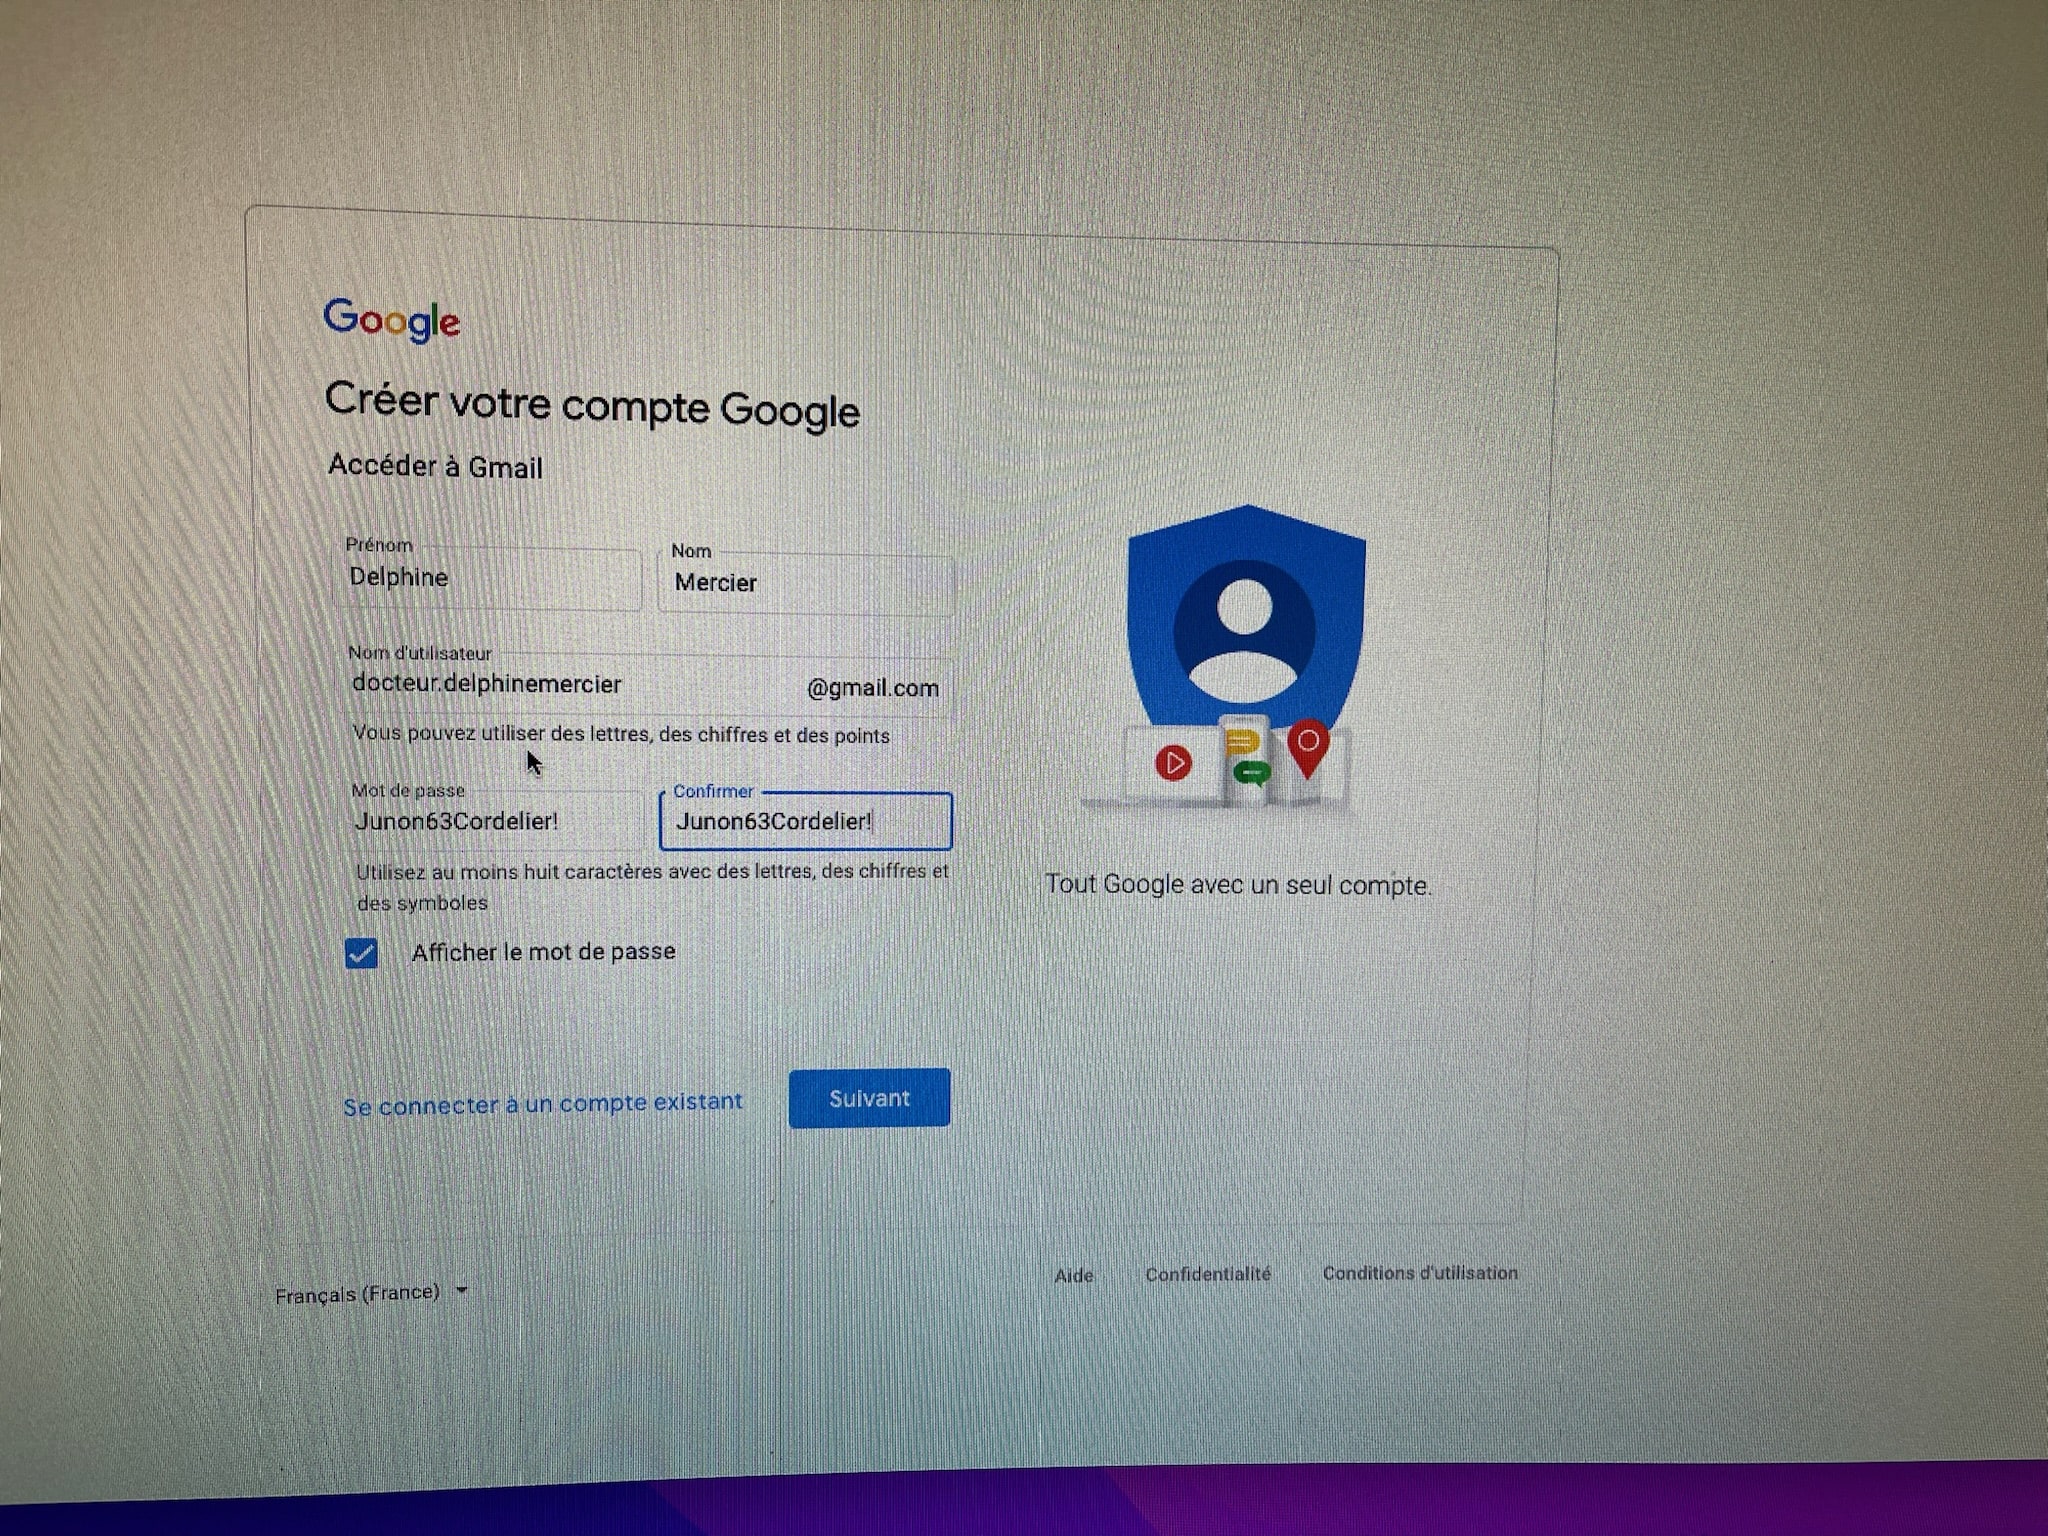 Google
Créer votre compte Google
Accéder à Gmail
Prénom
Delphine
Nom
Mercier
Nom d'utilisateur
docteur.delphinemercier @gmail.com
Vous pouvez utiliser des lettres, des chiffres et des points
Mot de passe
Junon63Cordelier!
Confirmer
Junon63Cordelier!
Utilisez au moins huit caractères avec des lettres, des chiffres et
des symboles
Afficher le mot de passe
Se connecter à un compte existant
Suivant
Tout Google avec un seul compte.
Français (France)
Aide Confidentialité Conditions d'utilisation